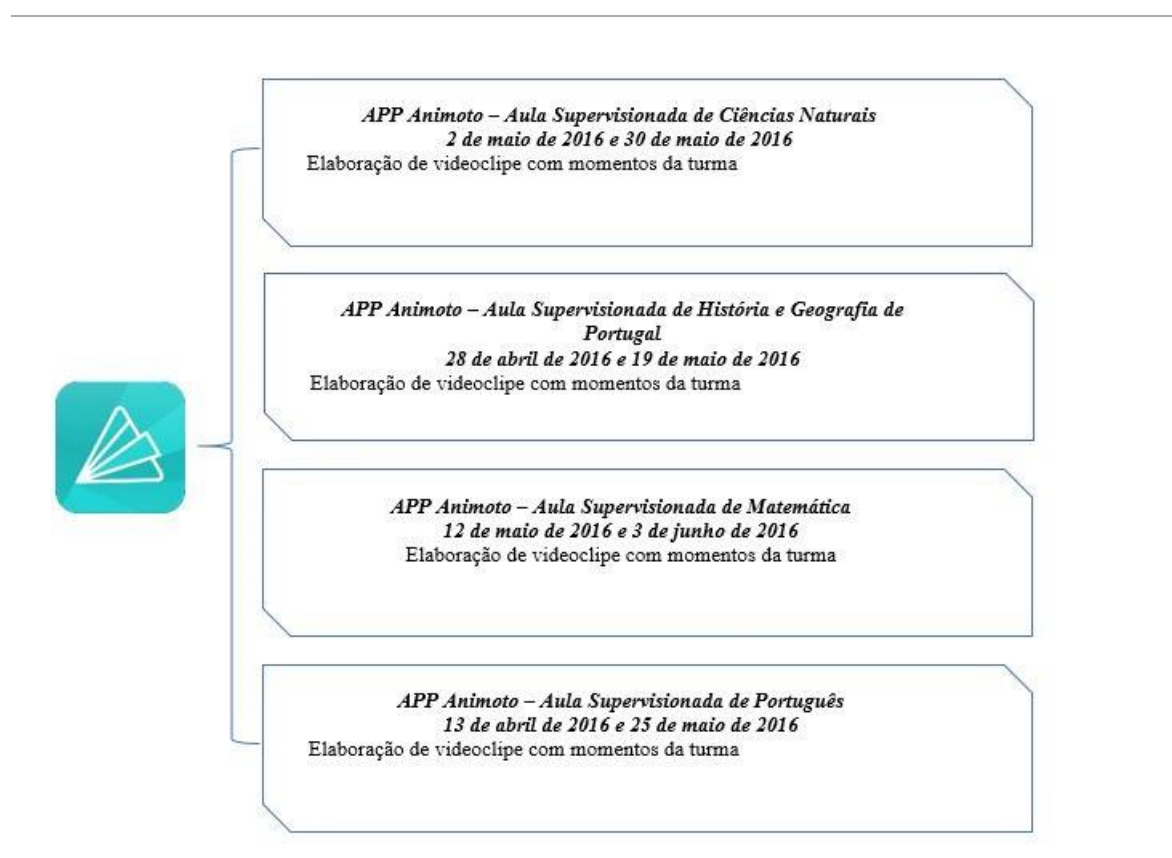 APP Animoto – Aula Supervisionada de Ciências Naturais
2 de maio de 2016 e 30 de maio de 2016
Elaboração de videoclipe com momentos da turma
APP Animoto – Aula Supervisionada de História e Geografia de
Portugal
28 de abril de 2016 e 19 de maio de 2016
Elaboração de videoclipe com momentos da turma
APP Animoto – Aula Supervisionada de Matemática
12 de maio de 2016 e 3 de junho de 2016
Elaboração de videoclipe com momentos da turma
APP Animoto – Aula Supervisionada de Português
13 de abril de 2016 e 25 de maio de 2016
Elaboração de videoclipe com momentos da turma